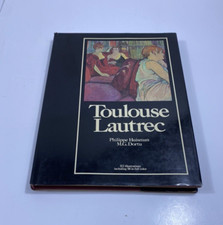 Toulouse
Lautrec
Philippe Huisman
M.G. Dortu